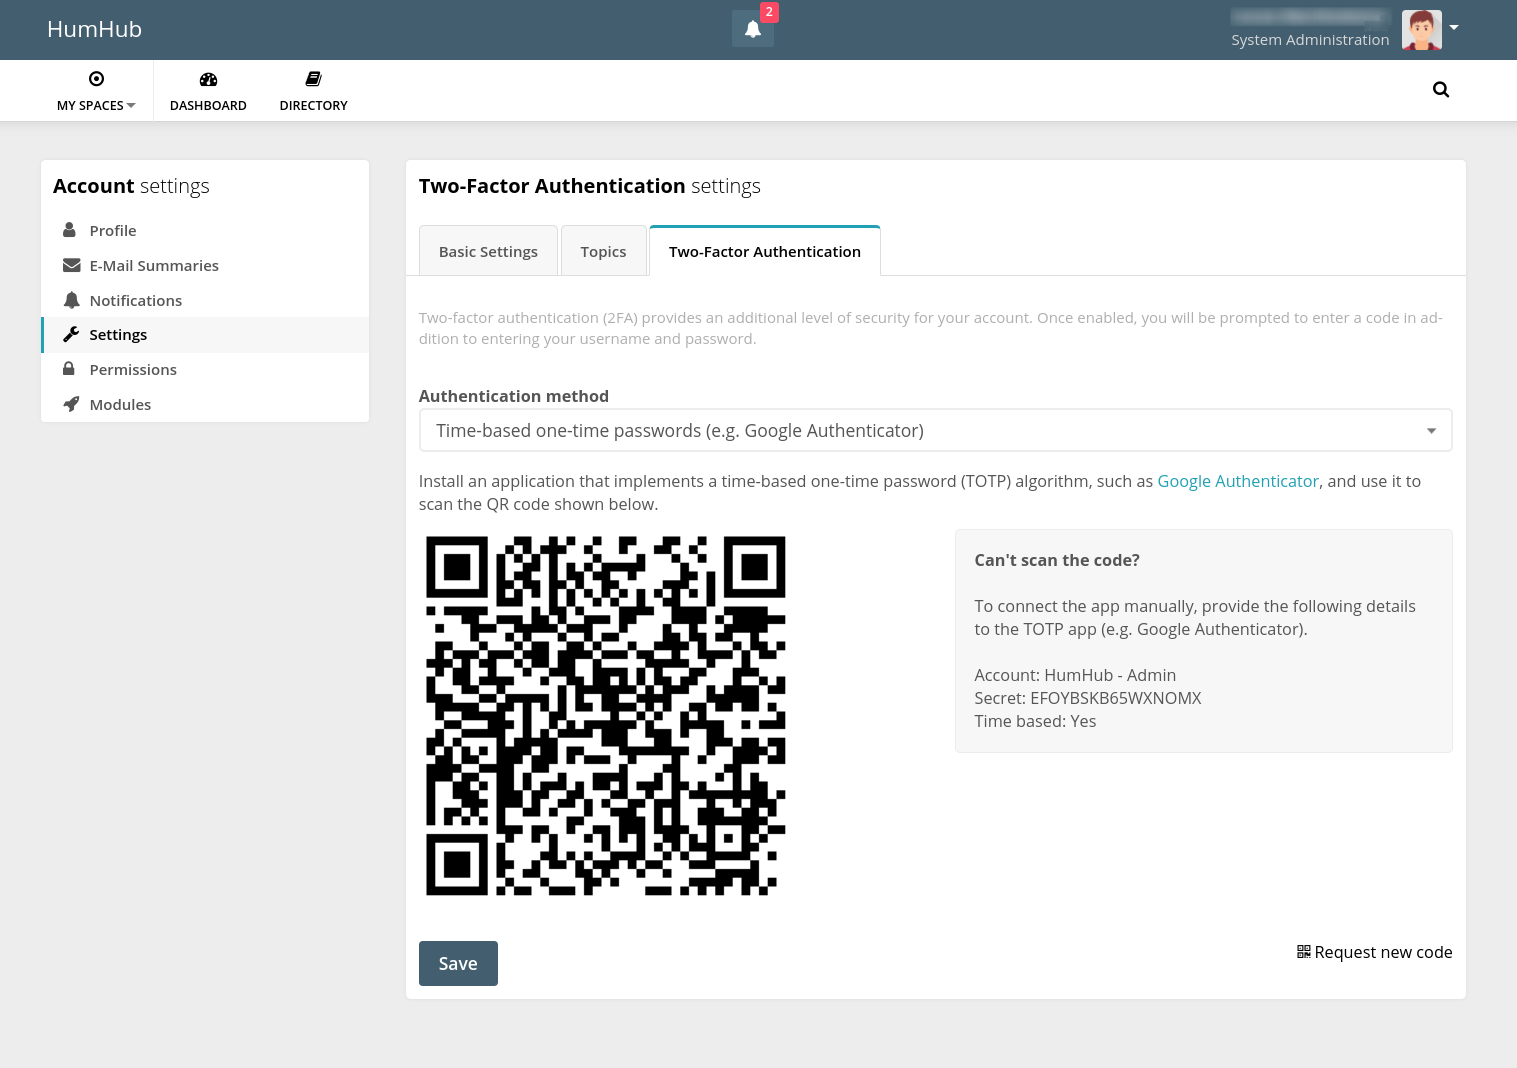 HumHub
2
System Administration
MY SPACES
DASHBOARD
DIRECTORY
Account settings
Profile
E-Mail Summaries
Notifications
Settings
Permissions
Modules
Two-Factor Authentication settings
Basic Settings
Topics
Two-Factor Authentication
Two-factor authentication (2FA) provides an additional level of security for your account. Once enabled, you will be prompted to enter a code in ad-
dition to entering your username and password.
Authentication method
Time-based one-time passwords (e.g. Google Authenticator)
Install an application that implements a time-based one-time password (TOTP) algorithm, such as Google Authenticator, and use it to
scan the QR code shown below.
Can't scan the code?
To connect the app manually, provide the following details
to the TOTP app (e.g. Google Authenticator).
Account: HumHub - Admin
Secret: EFOYBSKB65WXNOMX
Time based: Yes
Save
Request new code